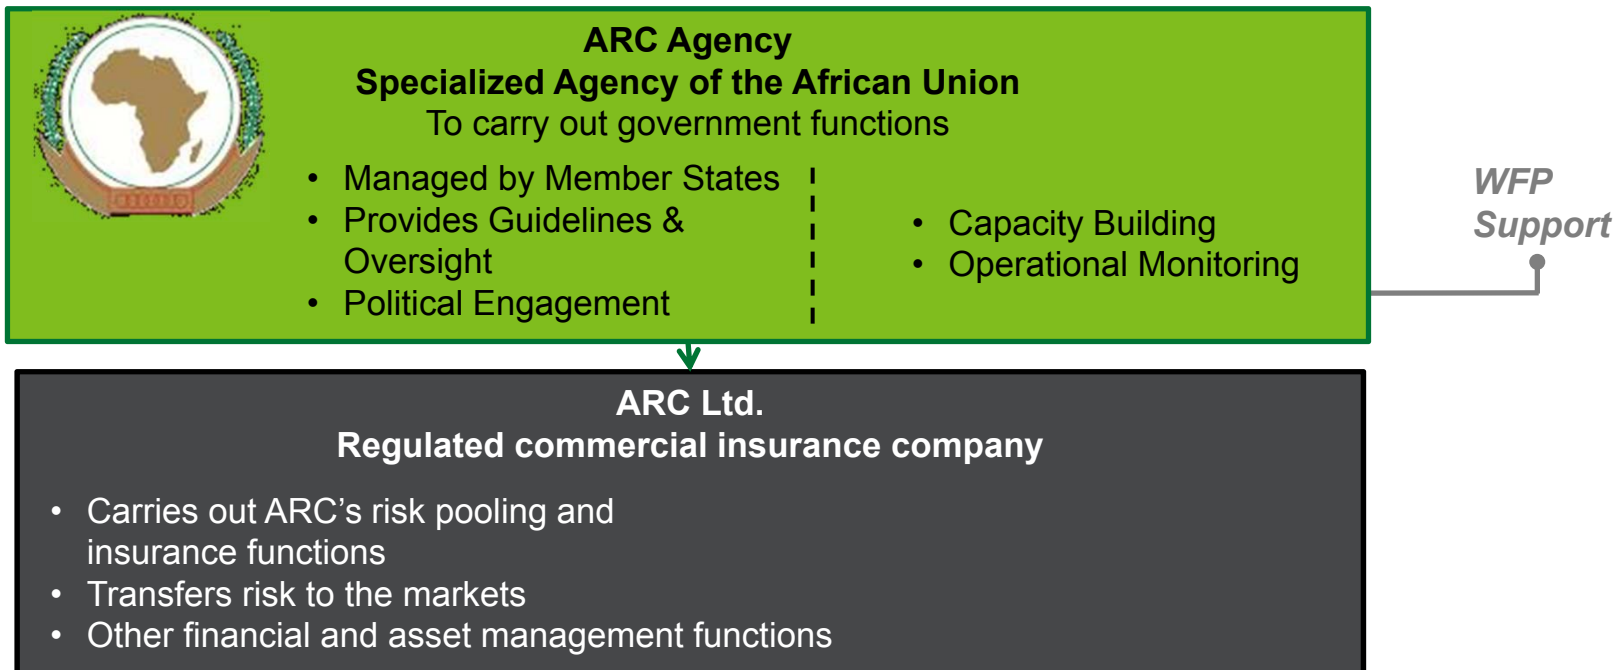 ARC Agency
Specialized Agency of the African Union
To carry out government functions
• Managed by Member States
• Provides Guidelines &
Oversight
• Political Engagement
• Capacity Building
• Operational Monitoring
WFP
Support
ARC Ltd.
Regulated commercial insurance company
• Carries out ARC’s risk pooling and
insurance functions
• Transfers risk to the markets
• Other financial and asset management functions